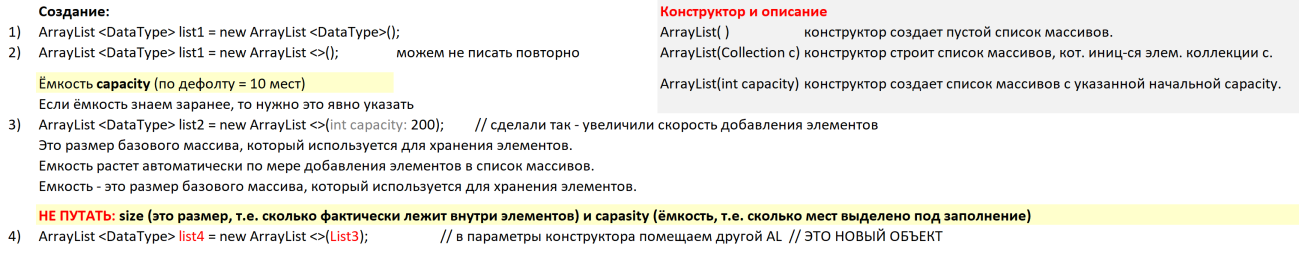 Создание:
1) ArrayList <DataType> list1 = new ArrayList <DataType>();
2) ArrayList <DataType> list1 = new ArrayList <>(); можем не писать повторно
Ёмкость capacity (по дефолту = 10 мест)
Если ёмкость знаем заранее, то нужно это явно указать
Конструктор и описание
ArrayList( ) конструктор создает пустой список массивов.
ArrayList(Collection c) конструктор строит список массивов, кот. иниц-ся элем. коллекции c.
ArrayList(int capacity) конструктор создает список массивов с указанной начальной capacity.
3) ArrayList <DataType> list2 = new ArrayList <>(int capacity: 200); // сделали так - увеличили скорость добавления элементов
Это размер базового массива, который используется для хранения элементов.
Емкость растет автоматически по мере добавления элементов в список массивов.
Емкость - это размер базового массива, который используется для хранения элементов.
НЕ ПУТАТЬ: size (это размер, т.е. сколько фактически лежит внутри элементов) и capasity (ёмкость, т.е. сколько мест выделено под заполнение)
4) ArrayList <DataType> list4 = new ArrayList <>(List3); // в параметры конструктора помещаем другой AL // ЭТО НОВЫЙ ОБЪЕКТ